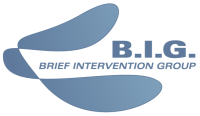 B.I.G.
BRIEF INTERVENTION GROUP